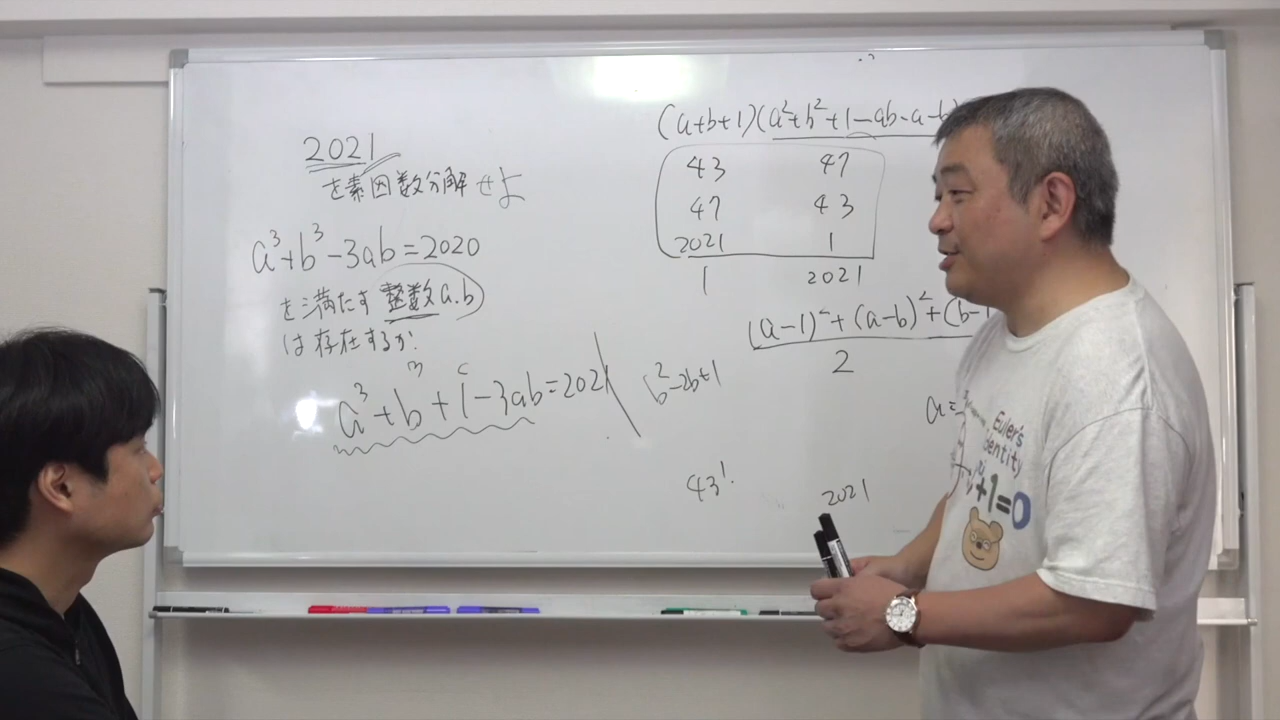 2021
を素因数分解せよ
a³+b³-3ab=2020
を満たす整数a.b)
は存在するか?
a³+b³+1-3ab=2021
b²-2b+1
(a+b+1)(a²+b²+1-ab-a-b)
43 47
47 43
2021 1
1 2021
(a-1)²+(a-b)²+(b-1
2
a=
43!
2021
Euler's
identity
+1=0